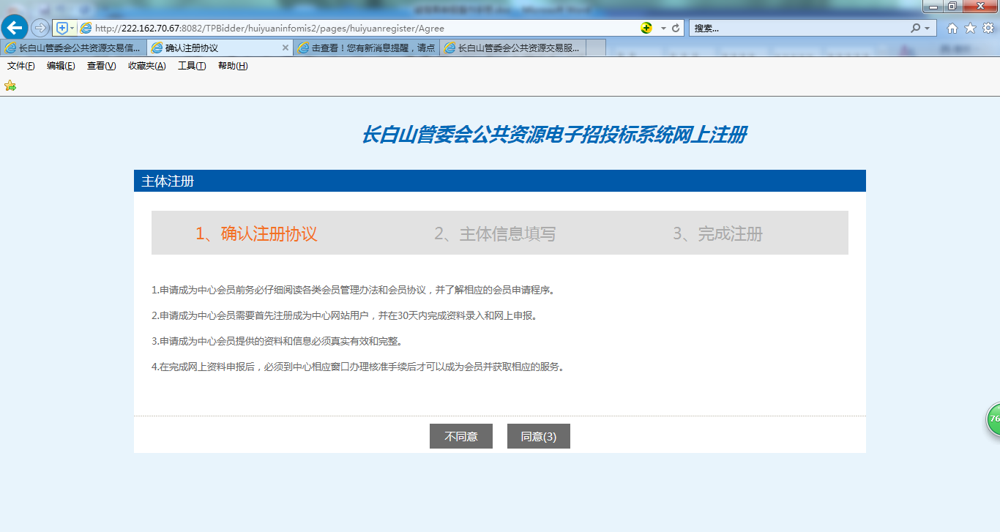 http://222.162.70.67:8082/TPBidder/huiyuaninfomis2/pages/huiyuanregister/Agree
搜索...
长白山管委会公共资源交易信...
确认注册协议
击查看！您有新消息提醒，请点
长白山管委会公共资源交易服...
文件(F) 编辑(E) 查看(V) 收藏夹(A) 工具(T) 帮助(H)
长白山管委会公共资源电子招投标系统网上注册
主体注册
1、确认注册协议 2、主体信息填写 3、完成注册
1.申请成为中心会员前务必仔细阅读各类会员管理办法和会员协议，并了解相应的会员申请程序。
2.申请成为中心会员需要首先注册成为中心网站用户，并在30天内完成资料录入和网上申报。
3.申请成为中心会员提供的资料和信息必须真实有效和完整。
4.在完成网上资料申报后，必须到中心相应窗口办理核准手续后才可以成为会员并获取相应的服务。
不同意 同意(3)
76